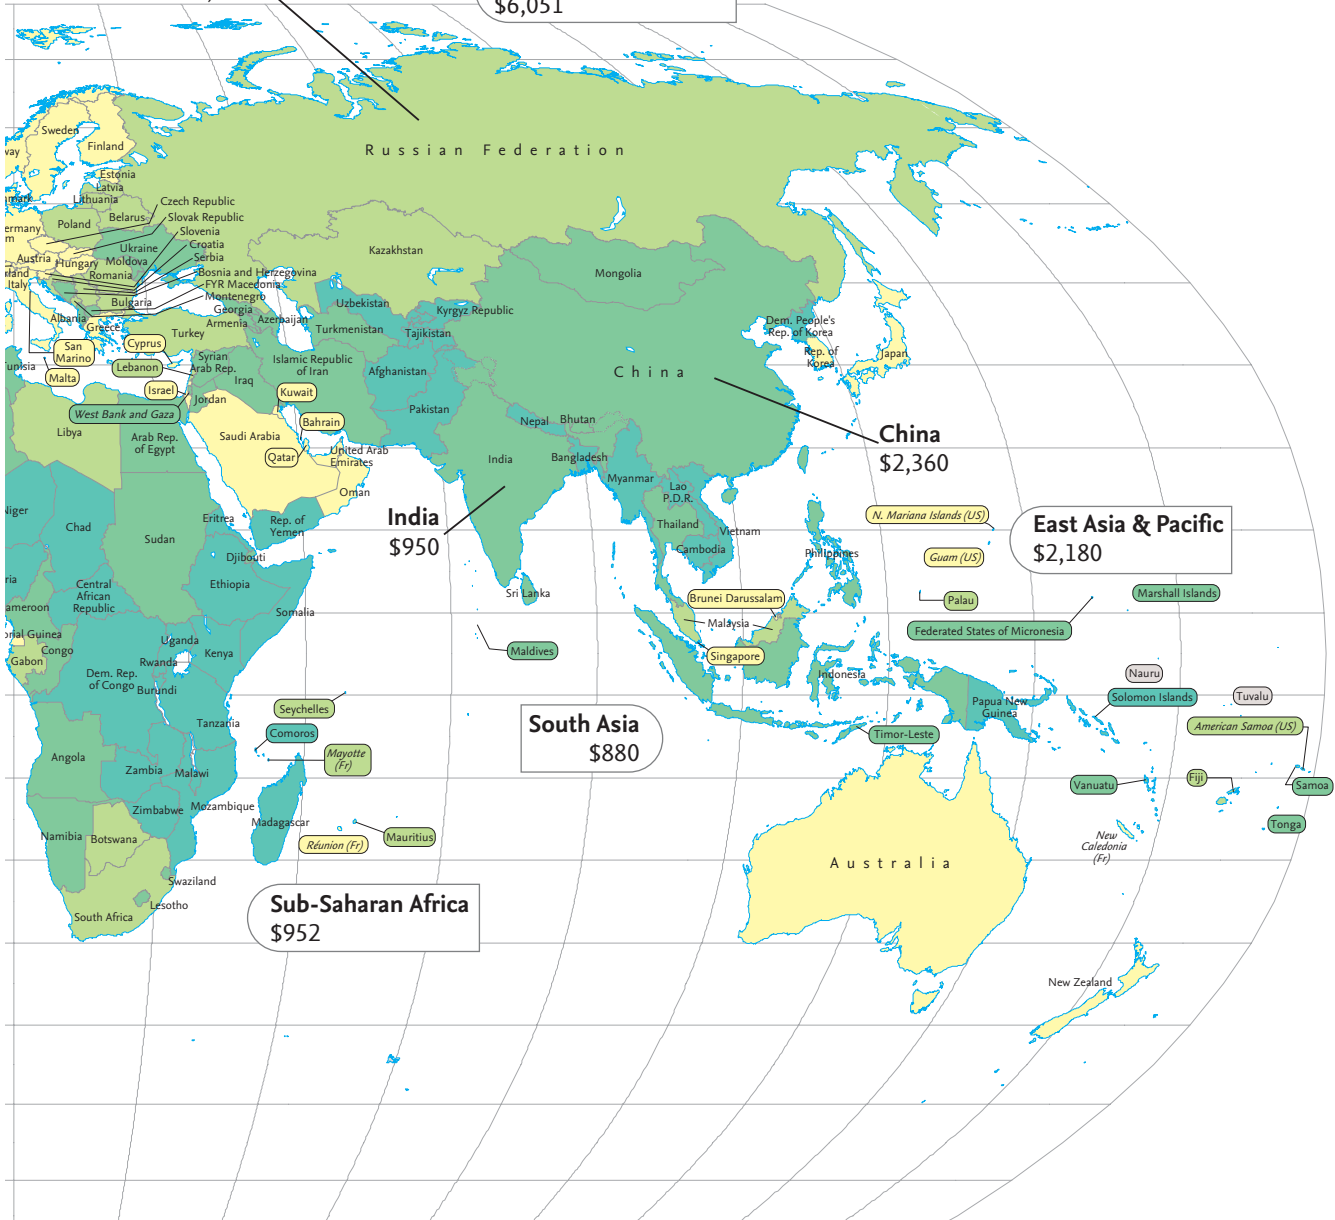 $6,051
Sweden
Finland
Russian Federation
Estonia
Latvia
Lithuania
Belarus
Poland
Czech Republic
Slovak Republic
Slovenia
Croatia
Serbia
Bosnia and Herzegovina
FYR Macedonia
Montenegro
Ukraine
Moldova
Romania
Austria
Hungary
Italy
Bulgaria
Georgia
Armenia
Azerbaijan
Albania
Greece
Turkey
Kazakhstan
Mongolia
Uzbekistan
Kyrgyz Republic
Turkmenistan
Tajikistan
Dem. People's
Rep. of Korea
Rep. of
Korea
Japan
San
Marino
Malta
Cyprus
Lebanon
Israel
West Bank and Gaza
Syrian
Arab Rep.
Iraq
Jordan
Islamic Republic
of Iran
Kuwait
Bahrain
Qatar
Saudi Arabia
United Arab
Emirates
Oman
Afghanistan
Pakistan
China
Nepal
Bhutan
India
Bangladesh
Myanmar
Lao
P.D.R.
Thailand
Vietnam
Cambodia
China
$2,360
Libya
Arab Rep.
of Egypt
India
$950
Chad
Sudan
Eritrea
Rep. of
Yemen
Djibouti
Ethiopia
Central
African
Republic
Somalia
Sri Lanka
Philippines
N. Mariana Islands (US)
Guam (US)
East Asia & Pacific
$2,180
Brunei Darussalam
Malaysia
Singapore
Palau
Marshall Islands
Federated States of Micronesia
Maldives
Congo
Gabon
Uganda
Kenya
Rwanda
Dem. Rep.
of Congo
Burundi
Tanzania
Seychelles
Comoros
Mayotte
(Fr)
South Asia
$880
Indonesia
Papua New
Guinea
Timor-Leste
Nauru
Solomon Islands
Tuvalu
American Samoa (US)
Vanuatu
Fiji
Samoa
Tonga
New
Caledonia
(Fr)
Angola
Zambia
Malawi
Mozambique
Zimbabwe
Madagascar
Namibia
Botswana
Réunion (Fr)
Mauritius
Swaziland
Lesotho
South Africa
Sub-Saharan Africa
$952
Australia
New Zealand